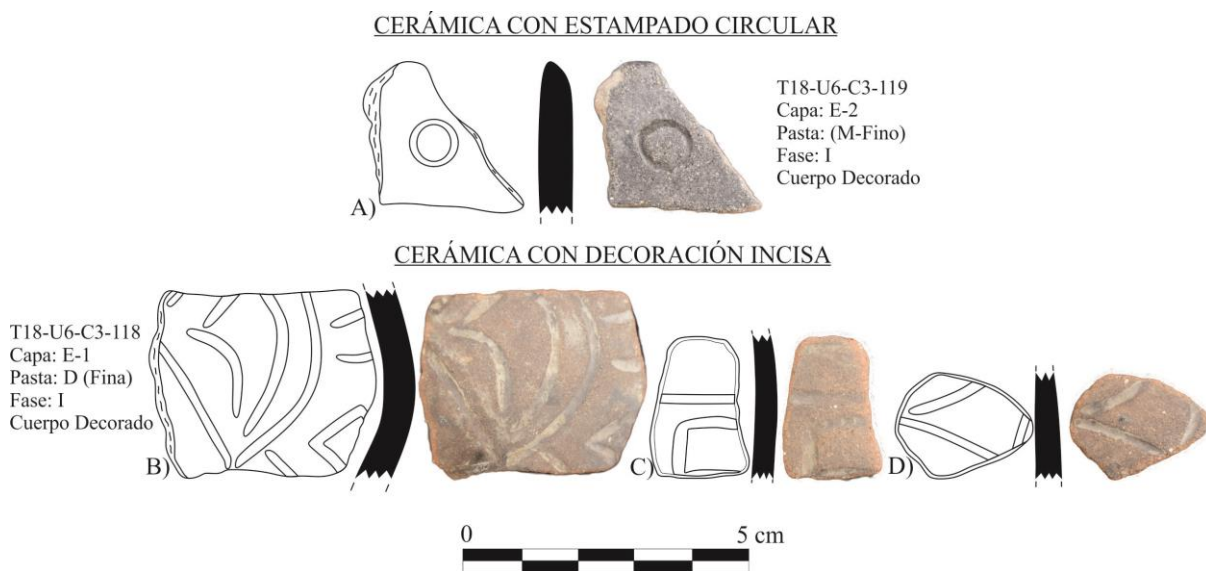 CERÁMICA CON ESTAMPADO CIRCULAR
T18-U6-C3-119
Capa: E-2
Pasta: (M-Fino)
Fase: I
Cuerpo Decorado
A)
CERÁMICA CON DECORACIÓN INCISA
T18-U6-C3-118
Capa: E-1
Pasta: D (Fina)
Fase: I
Cuerpo Decorado
B)
C)
D)
0 5 cm